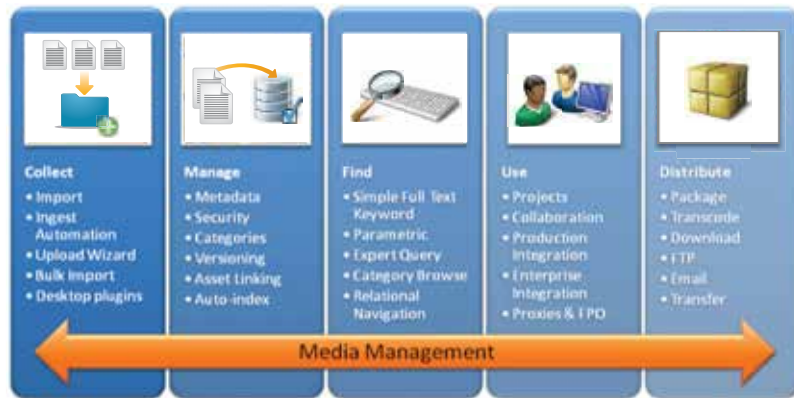 Collect
• Import
• Ingest
Automation
• Upload Wizard
• Bulk Import
• Desktop plugins
Manage
• Metadata
• Security
• Categories
• Versioning
• Asset Linking
• Auto-index
Find
• Simple Full Text
Keyword
• Parametric
• Expert Query
• Category Browse
• Relational
Navigation
Use
• Projects
• Collaboration
• Production
Integration
• Enterprise
Integration
• Proxies & FPO
Distribute
• Package
• Transcode
• Download
• FTP
• Email
• Transfer
Media Management